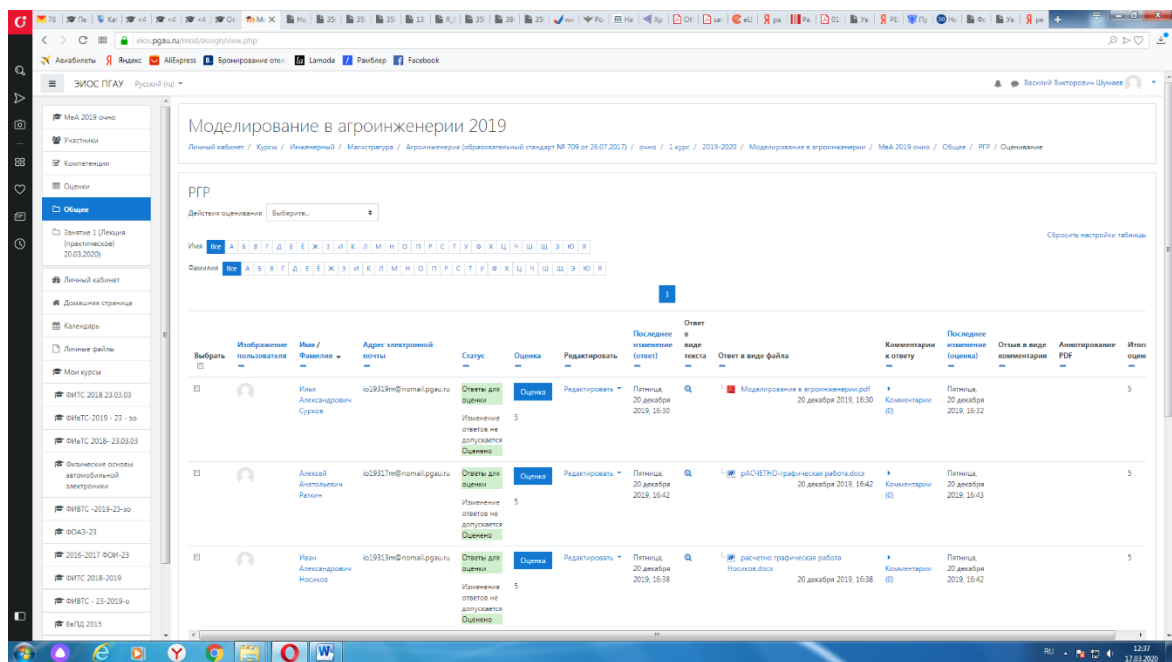 eios.pgau.ru/mod/assign/view.php
Авиабилеты Яндекс AliExpress Бронирование отел Lamoda Рамблер Facebook
ЭИОС ПГАУ Русский (ru)
Василий Викторович Шумаев
МвА 2019 очно
Участники
Компетенции
Оценки
Общее
Занятие 1 (Лекция
(практическое)
20.03.2020)
Личный кабинет
Домашняя страница
Календарь
Личные файлы
Мои курсы
ФИТС 2018 23.03.03
ФИвТС-2019 - 23 - зо
ФИвТС 2018- 23.03.03
Физические основы
автомобильной
электроники
ФИВТС -2019-23-зо
ФОАЭ-23
2016-2017 ФОИ-23
ФИТС 2018-2019
ФИВТС - 23-2019-о
ВвПД 2015
Моделирование в агроинженерии 2019
Личный кабинет / Курсы / Инженерный / Магистратура / Агроинженерия (образовательный стандарт № 709 от 26.07.2017) / очно / 1 курс / 2019-2020 / Моделирование в агроинженерии / МвА 2019 очно / Общее / РГР / Оценивание
РГР
Действия оценивания Выберите...
Сбросить настройки таблицы
Имя Все А Б В Г Д Е Ё Ж З И К Л М Н О П Р С Т У Ф Х Ц Ч Ш Щ Э Ю Я
Фамилия Все А Б В Г Д Е Ё Ж З И К Л М Н О П Р С Т У Ф Х Ц Ч Ш Щ Э Ю Я
1
Выбрать
Изображение
пользователя
Имя /
Фамилия
Адрес электронной
почты
Статус
Оценка
Редактировать
Последнее
изменение
(ответ)
Ответ
в
виде
текста
Ответ в виде файла
Комментарии
к ответу
Последнее
изменение
(оценка)
Отзыв в виде
комментария
Аннотирование
PDF
Итого
оцен
Илья
Александрович
Сурков
io19319m@nomail.pgau.ru
Ответы для
оценки
Изменение
ответов не
допускается
Оценено
Оценка
5
Редактировать
Пятница,
20 декабря
2019, 16:30
Моделирование в агроинженерии.pdf
20 декабря 2019, 16:30
Комментарии
(0)
Пятница,
20 декабря
2019, 16:32
5
Алексей
Анатольевич
Раткин
io19317m@nomail.pgau.ru
Ответы для
оценки
Изменение
ответов не
допускается
Оценено
Оценка
5
Редактировать
Пятница,
20 декабря
2019, 16:42
рАСЧЕТНО-графическая работа.docx
20 декабря 2019, 16:42
Комментарии
(0)
Пятница,
20 декабря
2019, 16:43
5
Иван
Александрович
Носиков
io19313m@nomail.pgau.ru
Ответы для
оценки
Изменение
ответов не
допускается
Оценено
Оценка
5
Редактировать
Пятница,
20 декабря
2019, 16:38
расчетно графическая работа
Носиков.docx
20 декабря 2019, 16:38
Комментарии
(0)
Пятница,
20 декабря
2019, 16:42
5
RU
12:37
17.03.2020